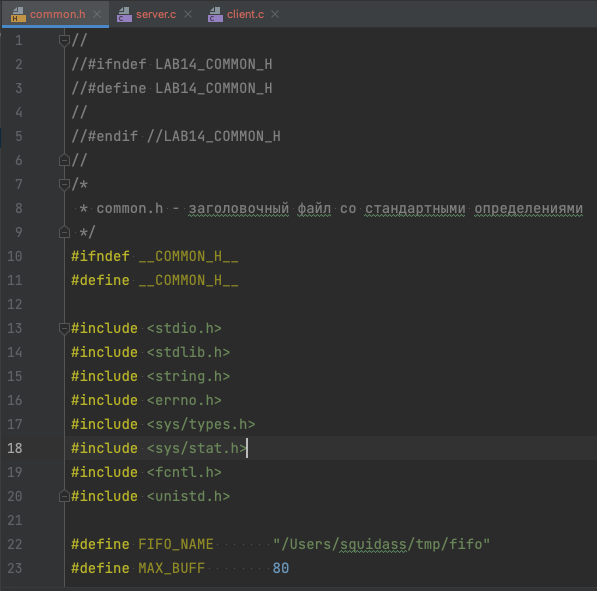 common.h server.c client.c
1 //
2 //#ifndef LAB14_COMMON_H
3 //#define LAB14_COMMON_H
4 //
5 //#endif //LAB14_COMMON_H
6 //
7 /*
8  * common.h - заголовочный файл со стандартными определениями
9  */
10 #ifndef __COMMON_H__
11 #define __COMMON_H__
12
13 #include <stdio.h>
14 #include <stdlib.h>
15 #include <string.h>
16 #include <errno.h>
17 #include <sys/types.h>
18 #include <sys/stat.h>
19 #include <fcntl.h>
20 #include <unistd.h>
21
22 #define FIFO_NAME       "/Users/squidass/tmp/fifo"
23 #define MAX_BUFF        80